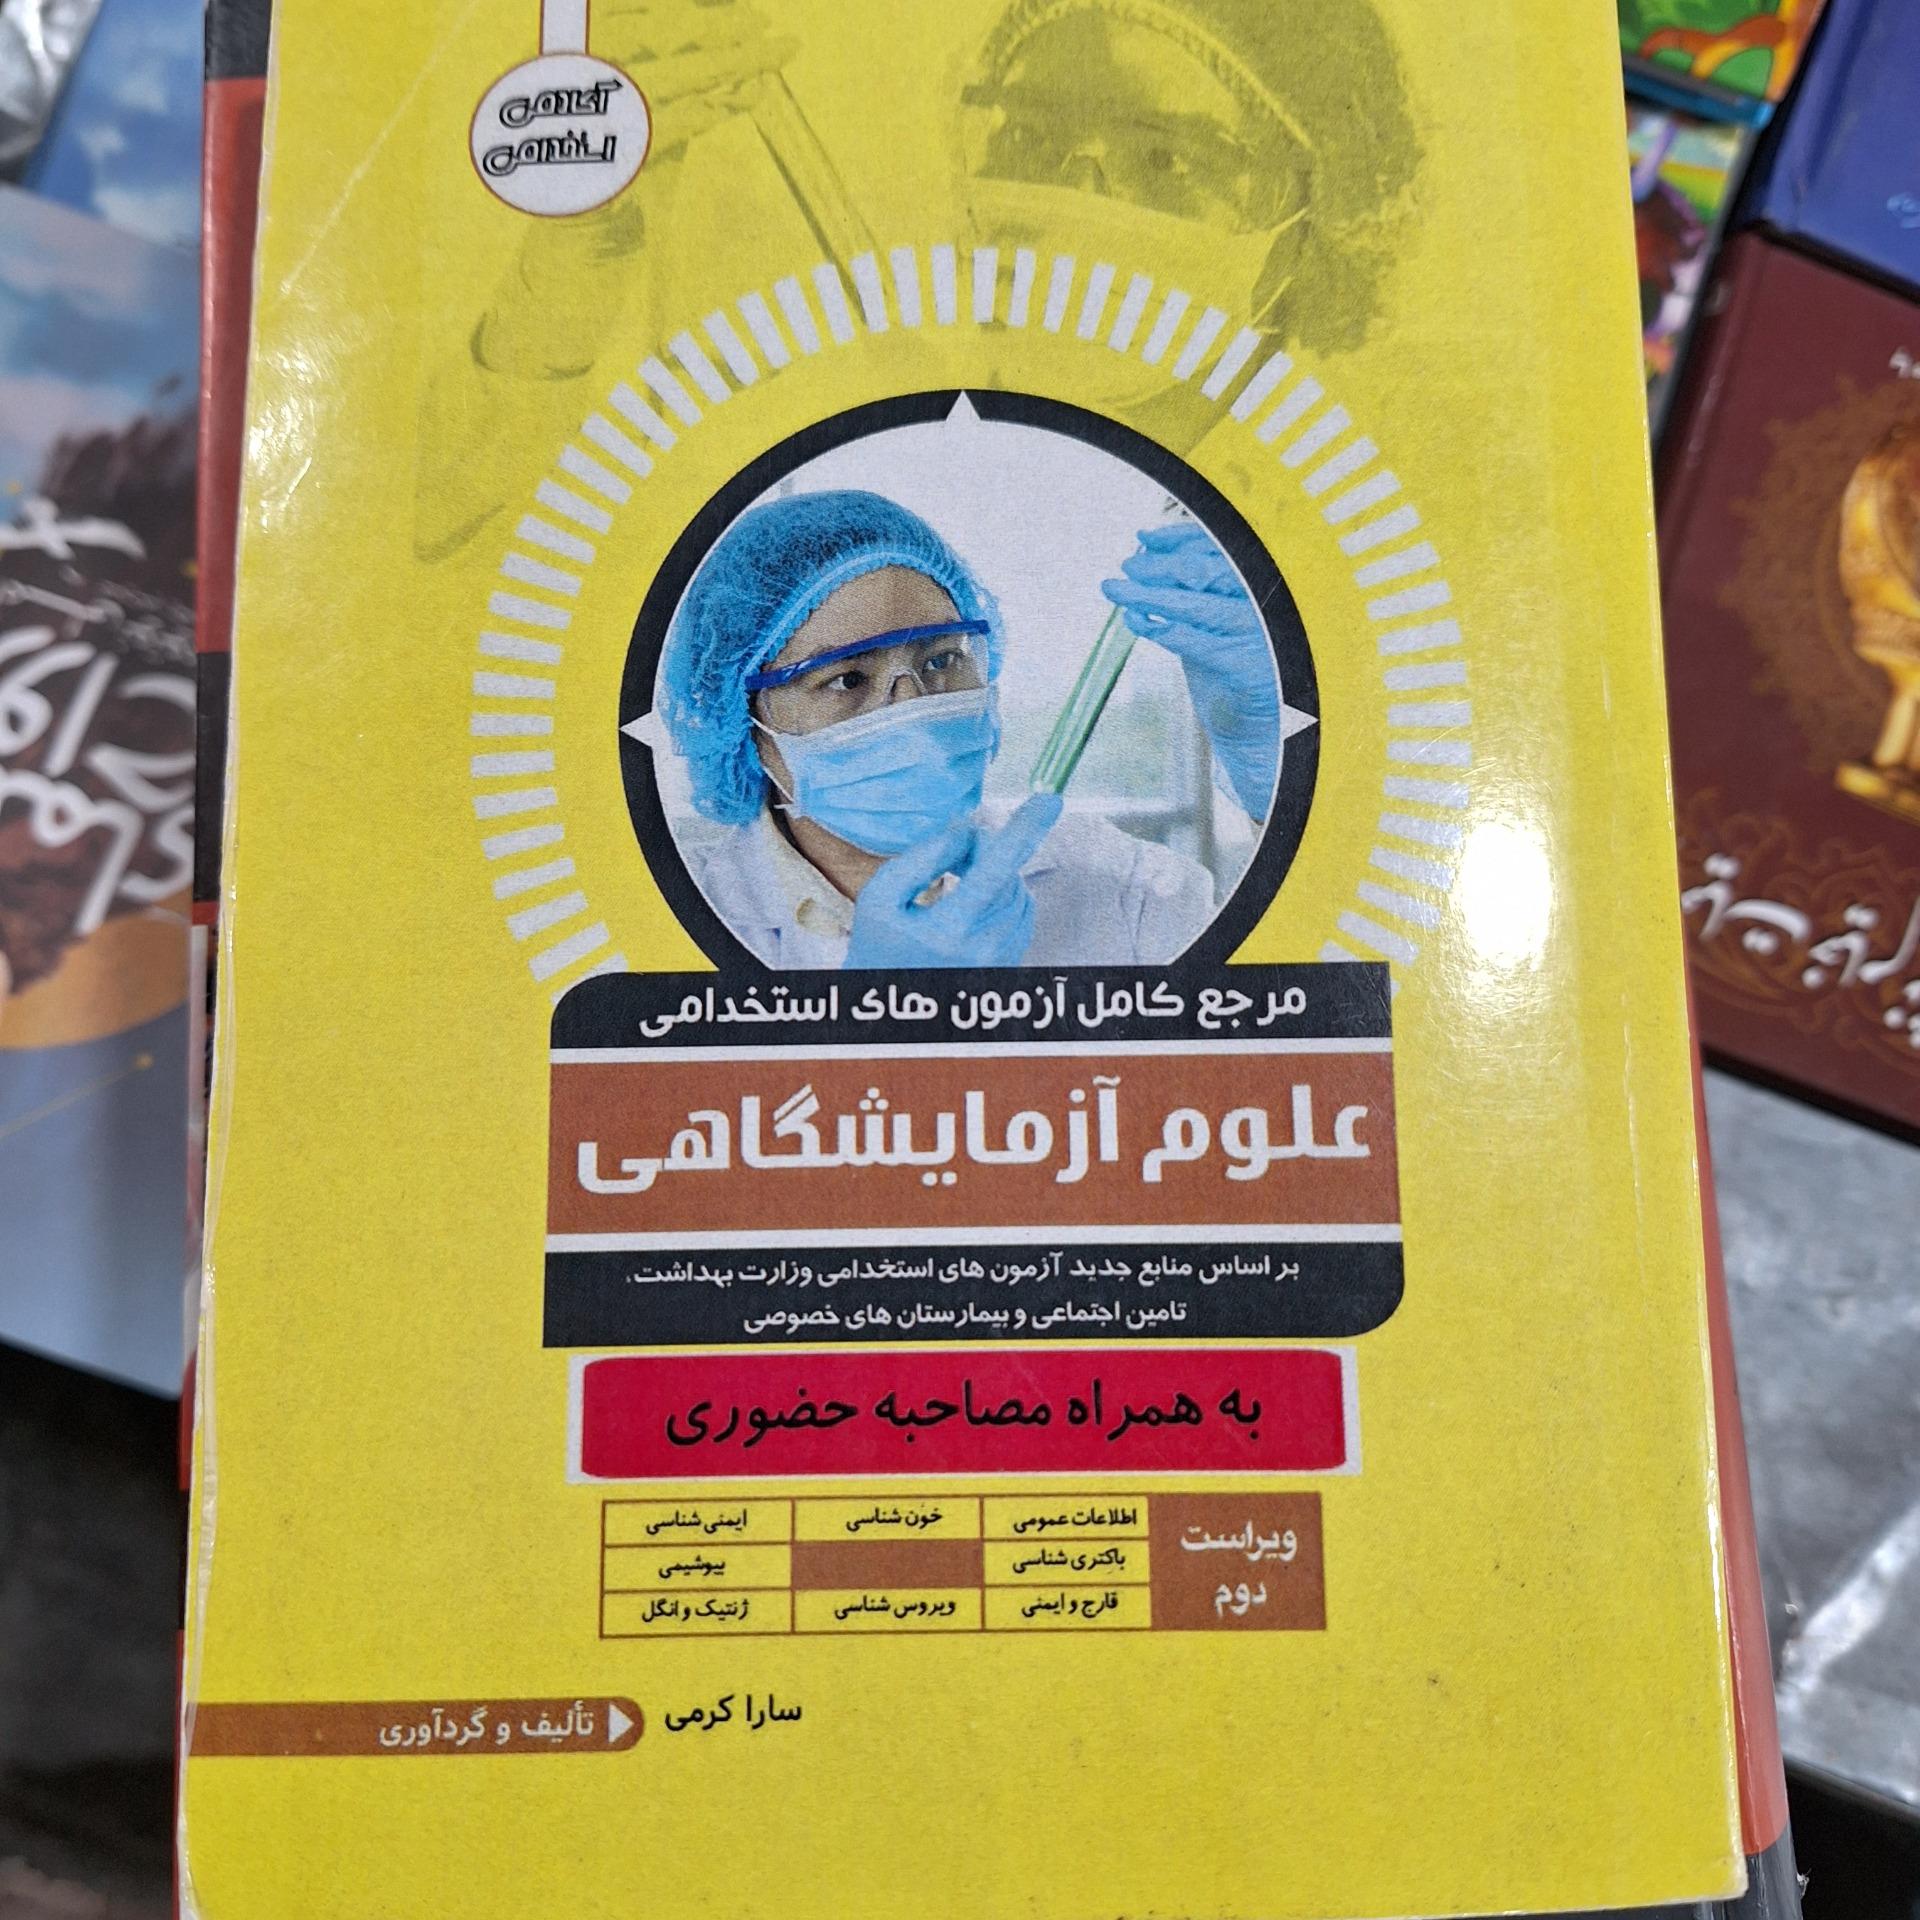 آگاهی
استخدامی
مرجع کامل آزمون های استخدامی
علوم آزمایشگاهی
بر اساس منابع جدید آزمون های استخدامی وزارت بهداشت،
تامین اجتماعی و بیمارستان های خصوصی
به همراه مصاحبه حضوری
ویراست
دوم
اطلاعات عمومی
خون شناسی
ایمنی شناسی
باکتری شناسی
بیوشیمی
قارچ و ایمنی
ویروس شناسی
ژنتیک و انگل
تألیف و گردآوری
سارا کرمی